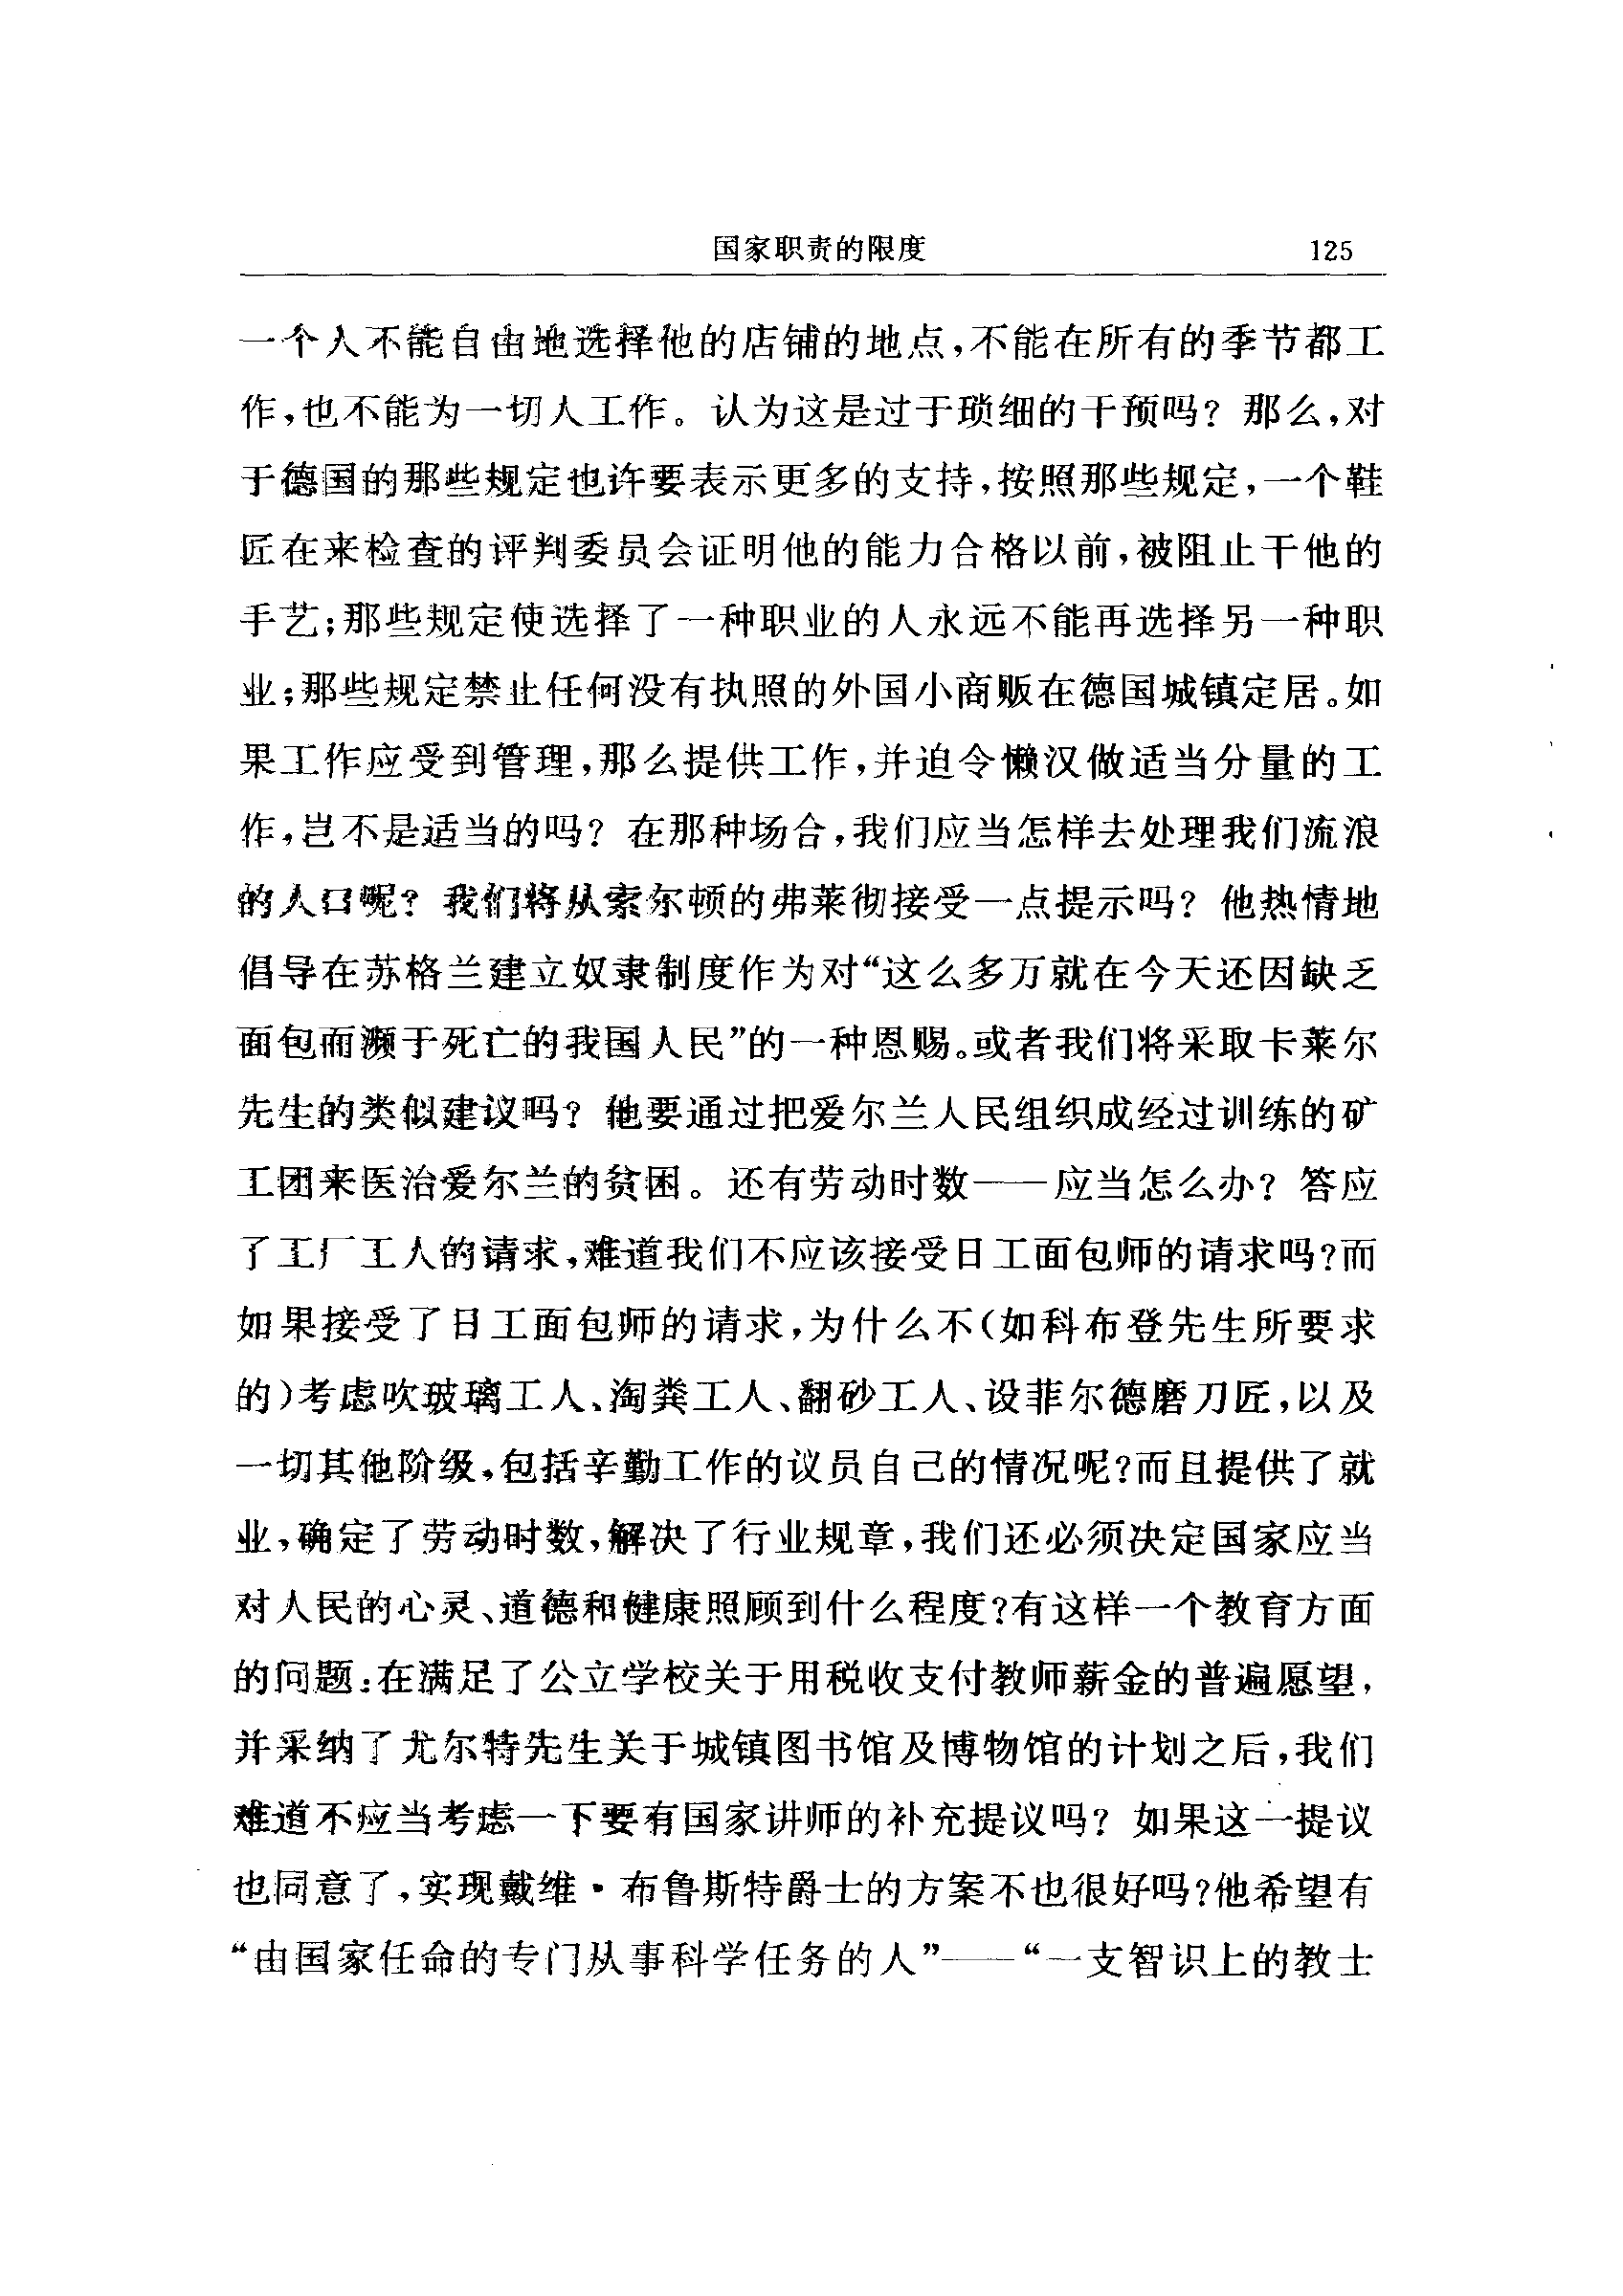 国家职责的限度 125
一个人不能自由地选择他的店铺的地点,不能在所有的季节都工
作,也不能为一切人工作。认为这是过于琐细的干预吗?那么,对
于德国的那些规定也许要表示更多的支持,按照那些规定,一个鞋
匠在来检查的评判委员会证明他的能力合格以前,被阻止干他的
手艺;那些规定使选择了一种职业的人永远不能再选择另一种职
业;那些规定禁止任何没有执照的外国小商贩在德国城镇定居。如
果工作应受到管理,那么提供工作,并迫令懒汉做适当分量的工
作,岂不是适当的吗?在那种场合,我们应当怎样去处理我们流浪
的人口呢?我们将从索尔顿的弗莱彻接受一点提示吗?他热情地
倡导在苏格兰建立奴隶制度作为对“这么多万就在今天还因缺乏
面包而濒于死亡的我国人民”的一种恩赐。或者我们将采取卡莱尔
先生的类似建议吗?他要通过把爱尔兰人民组织成经过训练的矿
工团来医治爱尔兰的贫困。还有劳动时数——应当怎么办?答应
了工厂工人的请求,难道我们不应该接受日工面包师的请求吗?而
如果接受了日工面包师的请求,为什么不(如科布登先生所要求
的)考虑吹玻璃工人、淘粪工人、翻砂工人、设菲尔德磨刀匠,以及
一切其他阶级,包括辛勤工作的议员自己的情况呢?而且提供了就
业,确定了劳动时数,解决了行业规章,我们还必须决定国家应当
对人民的心灵、道德和健康照顾到什么程度?有这样一个教育方面
的问题:在满足了公立学校关于用税收支付教师薪金的普遍愿望,
并采纳了尤尔特先生关于城镇图书馆及博物馆的计划之后,我们
难道不应当考虑一下要有国家讲师的补充提议吗?如果这一提议
也同意了,实现戴维·布鲁斯特爵士的方案不也很好吗?他希望有
“由国家任命的专门从事科学任务的人”——“一支智识上的教士